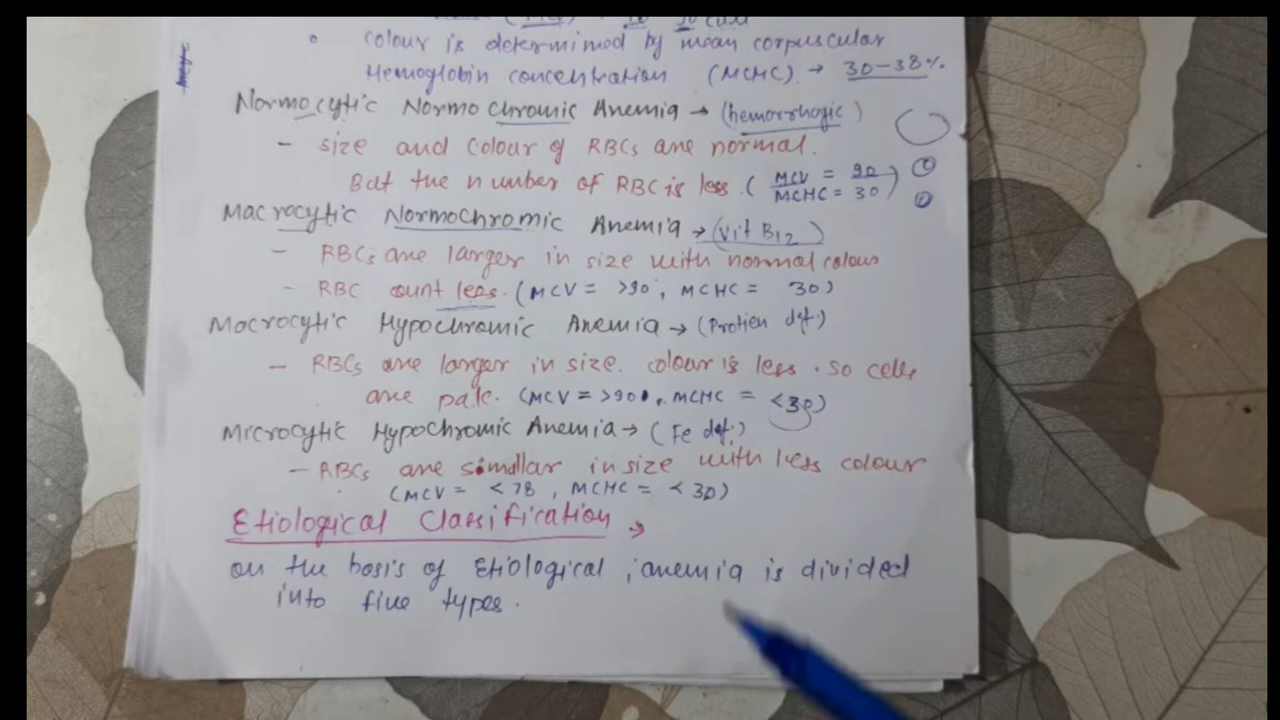 colour is determined by mean corpuscular
Hemoglobin concentration (MCHC) → 30-38%.
Normocytic Normo chromic Anemia → (hemorrhagic)
- size and colour of RBCs are normal.
But the number of RBC is less. (MCV = 90 MCHC = 30)
Macrocytic Normochromic Anemia → (vit B12)
- RBCs are larger in size with normal colour
- RBC count less. (MCV = >90, MCHC = 30)
Macrocytic Hypochromic Anemia → (Protien def.)
- RBCs are larger in size. colour is less. so cells
are pale. (MCV = >90, MCHC = <30)
Microcytic Hypochromic Anemia → (Fe def.)
- RBCs are smallar in size with less colour
(MCV = <78, MCHC = <30)
Etiological Classification →
on the basis of Etiological, anemia is divided
into five types.